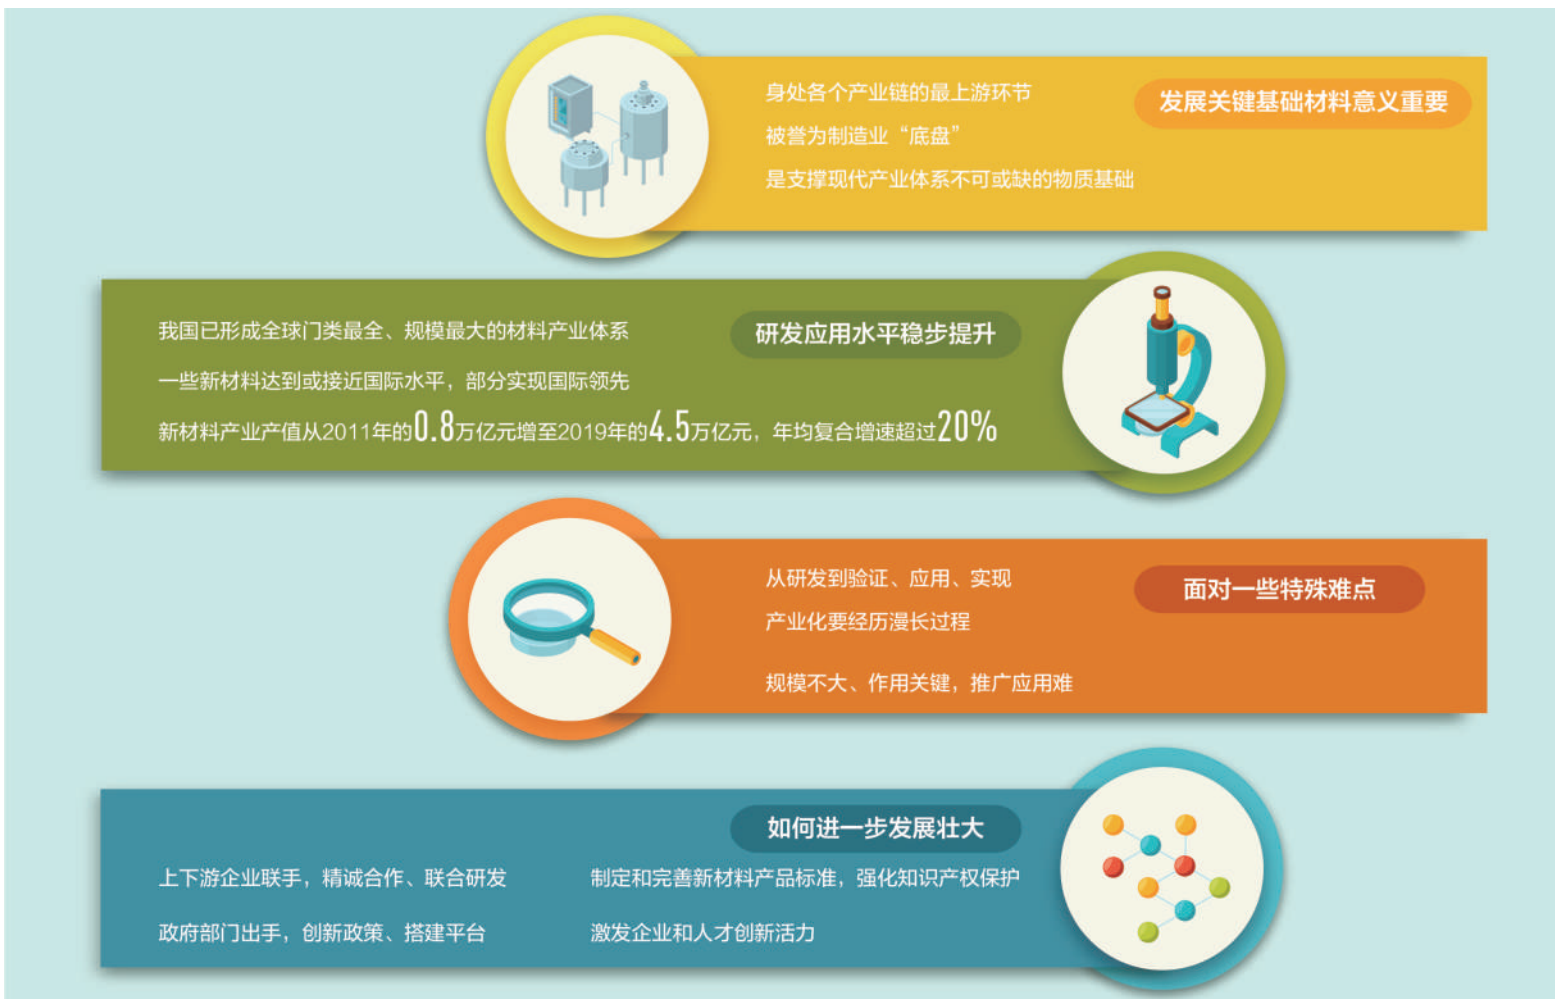 发展关键基础材料意义重要
身处各个产业链的最上游环节
被誉为制造业“底盘”
是支撑现代产业体系不可或缺的物质基础
研发应用水平稳步提升
我国已形成全球门类最全、规模最大的材料产业体系
一些新材料达到或接近国际水平，部分实现国际领先
新材料产业产值从2011年的0.8万亿元增至2019年的4.5万亿元，年均复合增速超过20%
面对一些特殊难点
从研发到验证、应用、实现
产业化要经历漫长过程
规模不大、作用关键，推广应用难
如何进一步发展壮大
上下游企业联手，精诚合作、联合研发
政府部门出手，创新政策、搭建平台
制定和完善新材料产品标准，强化知识产权保护
激发企业和人才创新活力